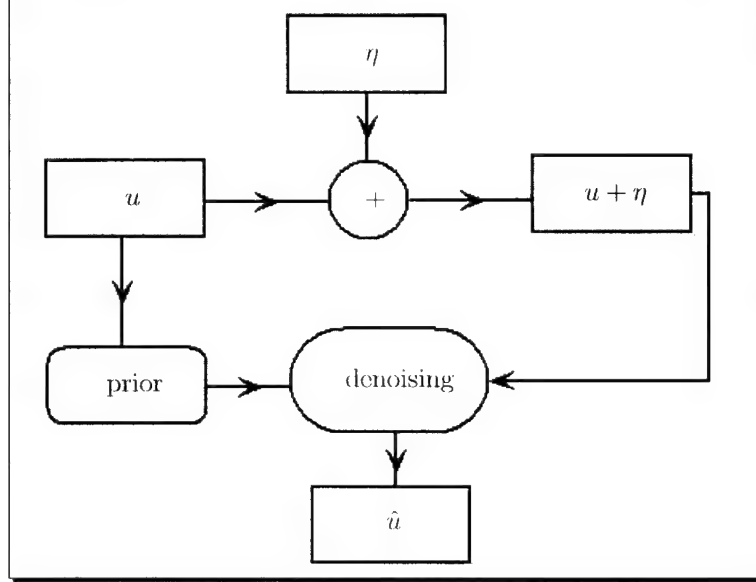 η
u
+
u + η
prior
denoising
û